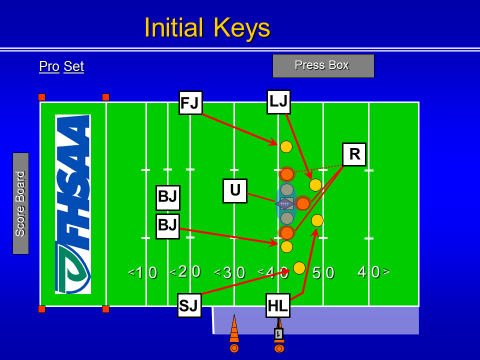 Initial Keys
Pro Set
Press Box
FJ
LJ
R
Score Board
FHSAA
U
BJ
BJ
<10 <20 <30 <40 50 40>
SJ
HL